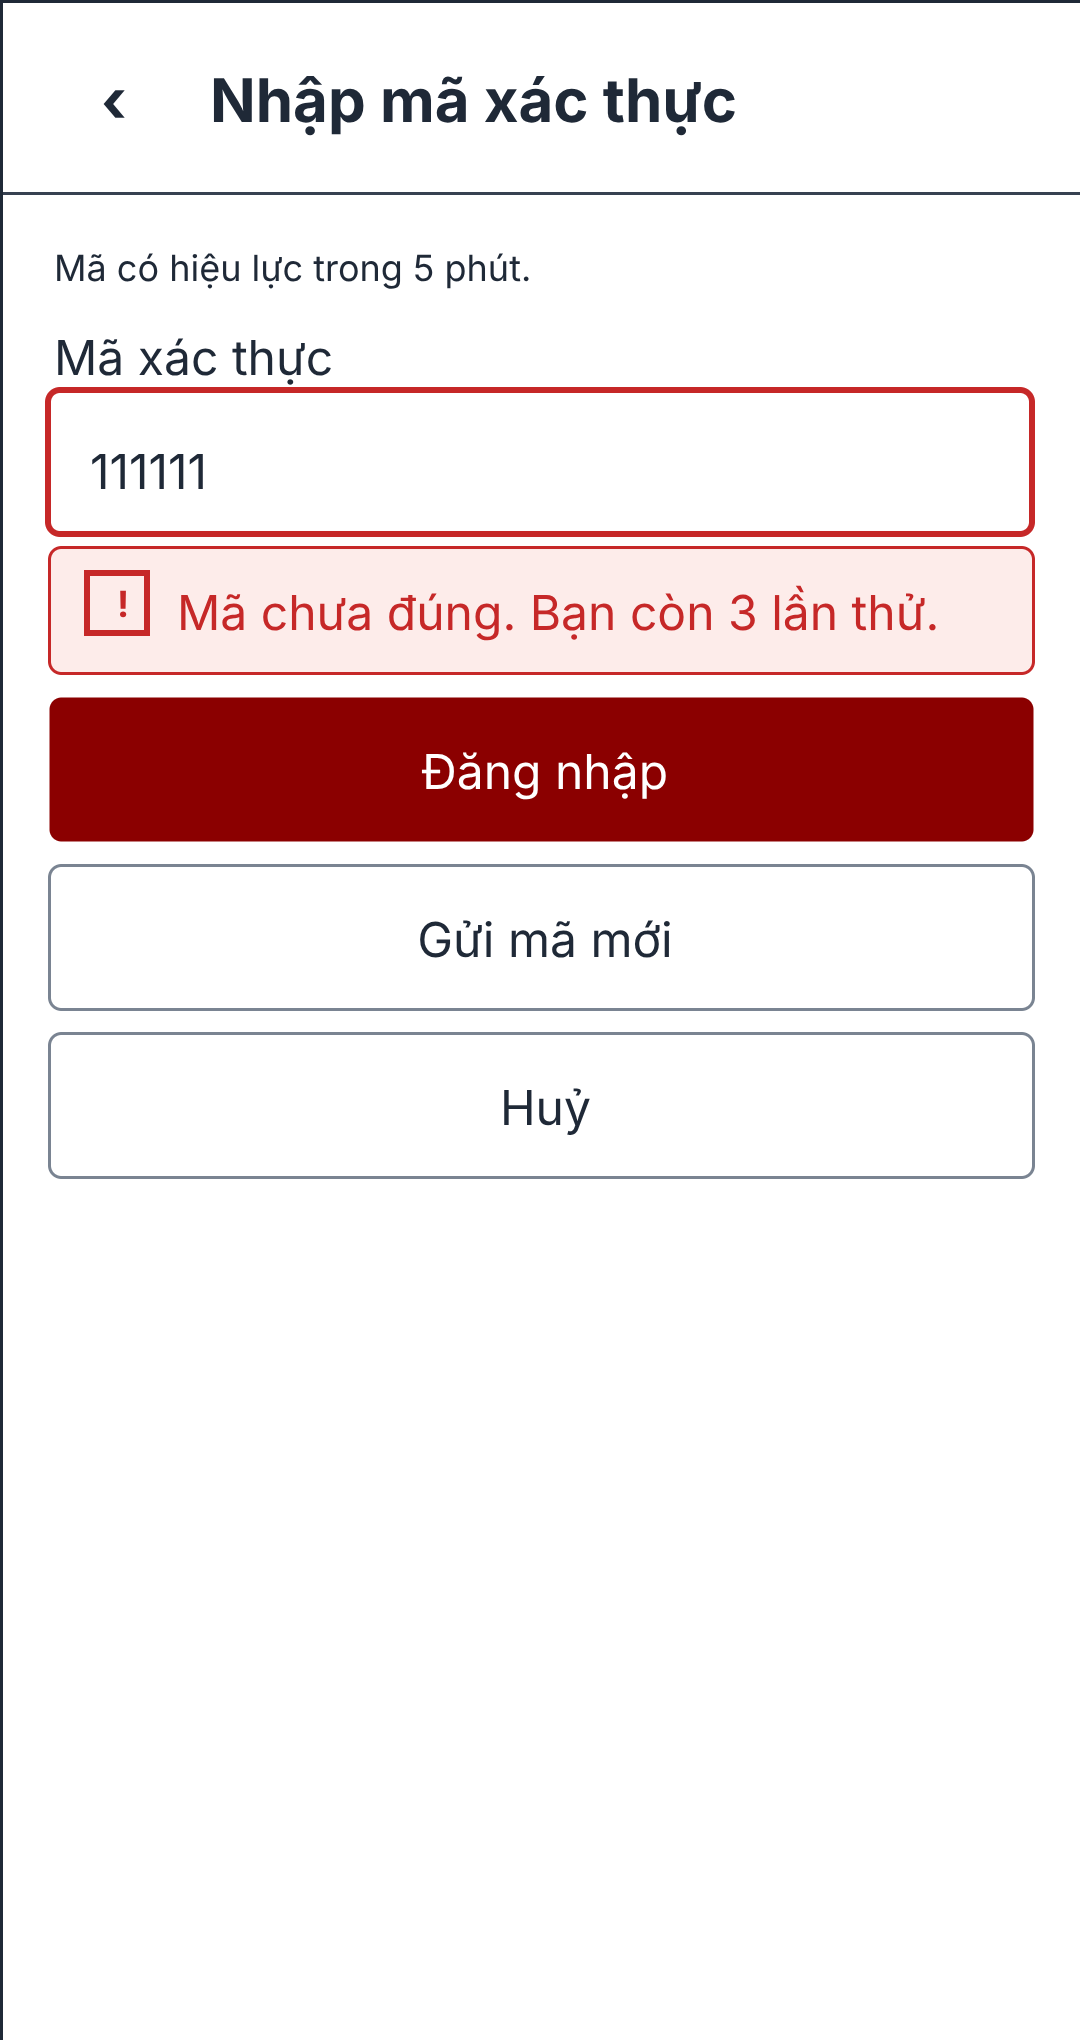 ‹ Nhập mã xác thực
Mã có hiệu lực trong 5 phút.
Mã xác thực
111111
! Mã chưa đúng. Bạn còn 3 lần thử.
Đăng nhập
Gửi mã mới
Huỷ